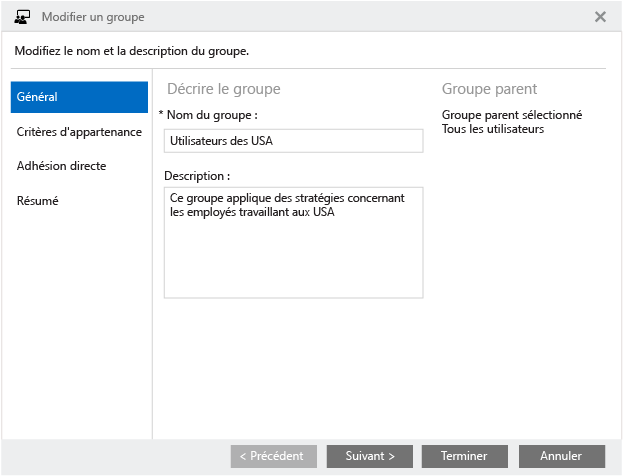 Modifier un groupe
Modifiez le nom et la description du groupe.
Général
Critères d'appartenance
Adhésion directe
Résumé
Décrire le groupe
* Nom du groupe :
Utilisateurs des USA
Description :
Ce groupe applique des stratégies concernant
les employés travaillant aux USA
Groupe parent
Groupe parent sélectionné
Tous les utilisateurs
< Précédent
Suivant >
Terminer
Annuler